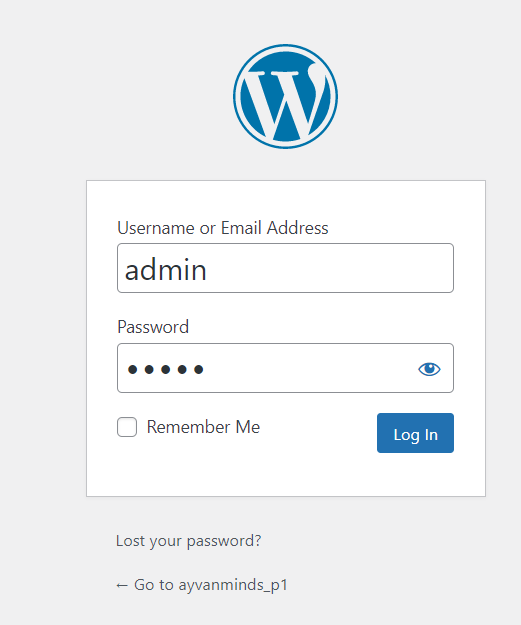 Username or Email Address
admin
Password
•••••
Remember Me
Log In
Lost your password?
← Go to ayvanminds_p1